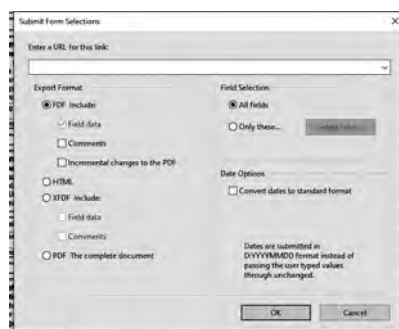 Submit Form Selections
Enter a URL for this link:
Export Format
FDF Include:
Field data
Comments
Incremental changes to the PDF
HTML
XFDF Include:
Field data
Comments
PDF The complete document
Field Selection
All fields
Only these...
Date Options
Convert dates to standard format
Dates are submitted in
D:YYYYMMDD format instead of
passing the user typed values
through unchanged.
OK
Cancel